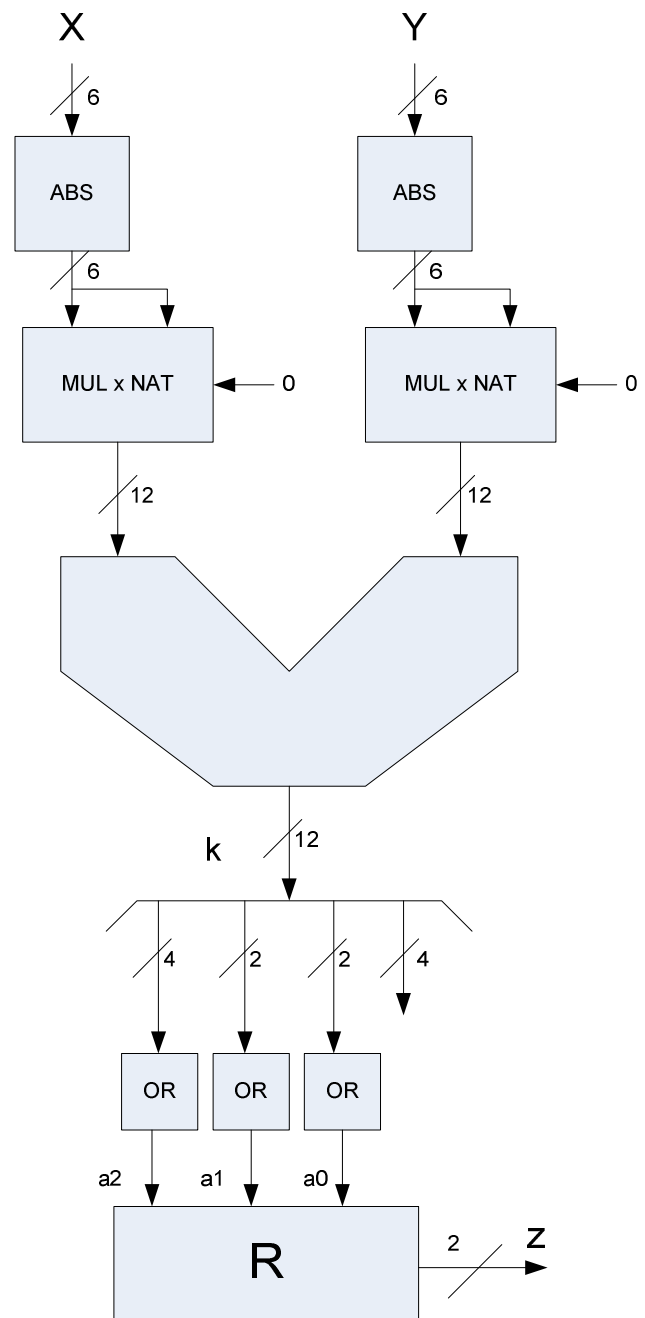 X Y
6 6
ABS ABS
6 6
MUL x NAT 0 MUL x NAT 0
12 12
12
k
4 2 2 4
OR OR OR
a2 a1 a0
R 2 z